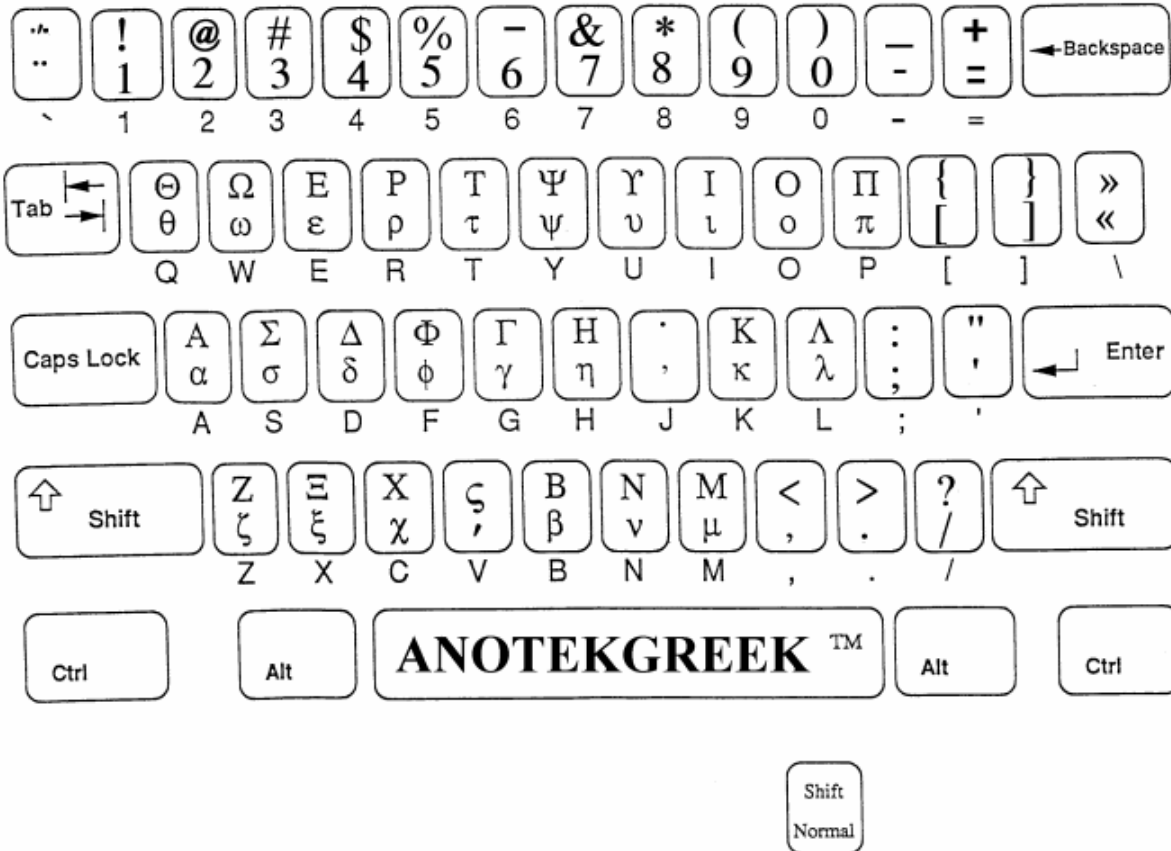 ·/·· ! @ # $ % − & * ( ) — + ←Backspace
·· 1 2 3 4 5 6 7 8 9 0 - =
` 1 2 3 4 5 6 7 8 9 0 - =
Tab Θ Ω Ε Ρ Τ Ψ ϒ Ι Ο Π { } »
θ ω ε ρ τ ψ υ ι ο π [ ] «
Q W E R T Y U I O P [ ] \
Caps Lock Α Σ Δ Φ Γ Η · Κ Λ : " Enter
α σ δ ϕ γ η , κ λ ; '
A S D F G H J K L ; '
Shift Ζ Ξ Χ ς Β Ν Μ < > ? Shift
ζ ξ χ ΄ β ν μ , . /
Z X C V B N M , . /
Ctrl Alt ANOTEKGREEK ™ Alt Ctrl
Shift
Normal